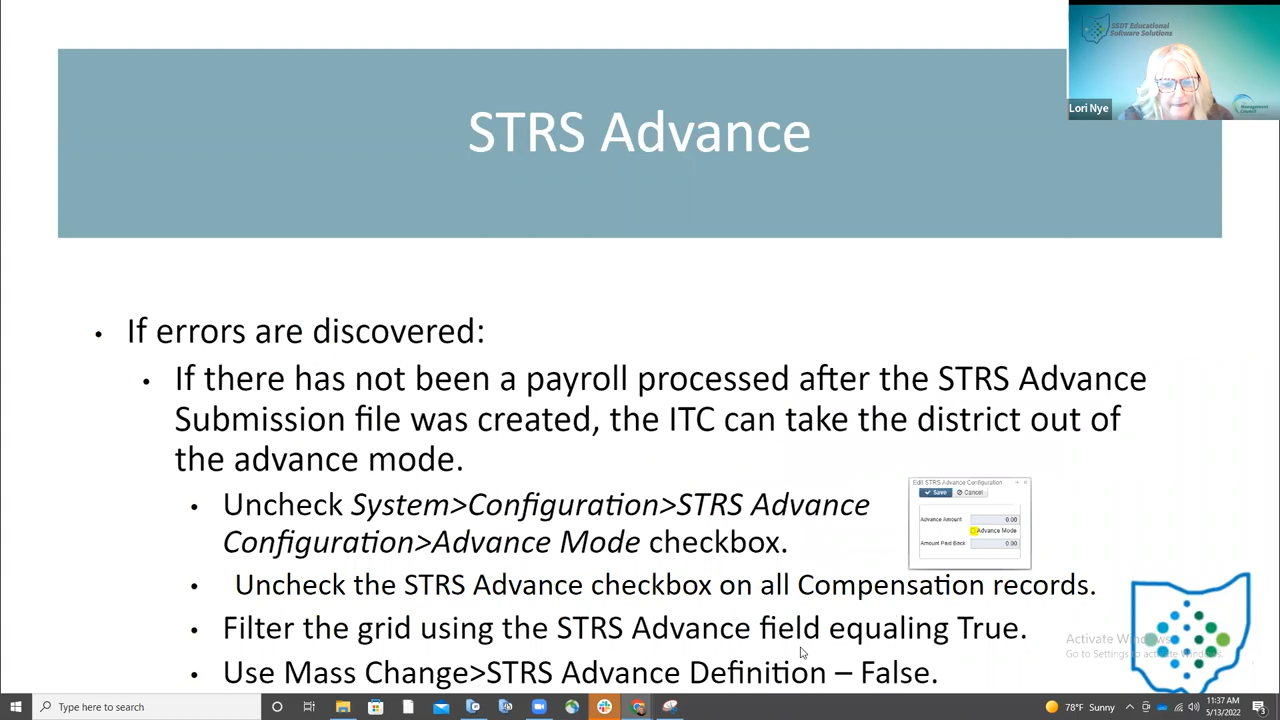 SSDT Educational
Software Solutions
Management
Council
Lori Nye
STRS Advance
• If errors are discovered:
• If there has not been a payroll processed after the STRS Advance
Submission file was created, the ITC can take the district out of
the advance mode.
• Uncheck System>Configuration>STRS Advance
Configuration>Advance Mode checkbox.
Edit STRS Advance Configuration
Save Cancel
Advance Amount 0.00
Advance Mode
Amount Paid Back 0.00
• Uncheck the STRS Advance checkbox on all Compensation records.
• Filter the grid using the STRS Advance field equaling True.
• Use Mass Change>STRS Advance Definition – False.
Activate Windows
Go to Settings to activate Windows.
Type here to search
78°F Sunny
11:37 AM
5/13/2022
3